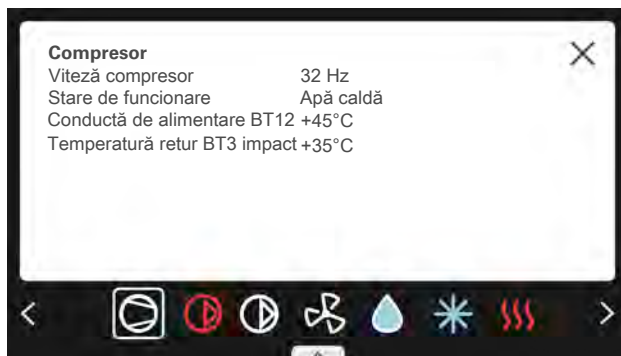 Compresor
Viteză compresor 32 Hz
Stare de funcionare Apă caldă
Conductă de alimentare BT12 +45°C
Temperatură retur BT3 impact +35°C